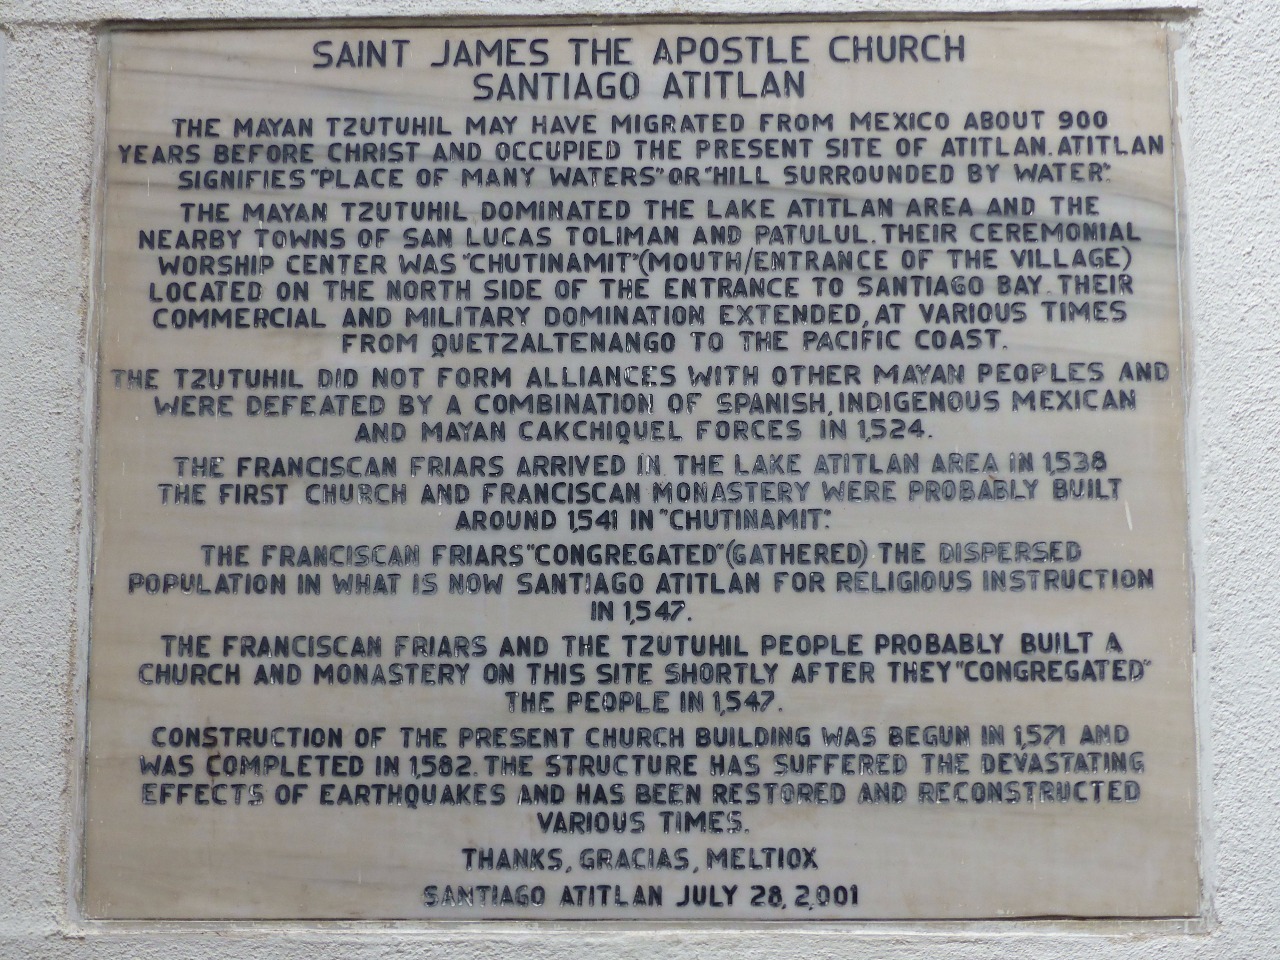 SAINT JAMES THE APOSTLE CHURCH
SANTIAGO ATITLAN
THE MAYAN TZUTUHIL MAY HAVE MIGRATED FROM MEXICO ABOUT 900
YEARS BEFORE CHRIST AND OCCUPIED THE PRESENT SITE OF ATITLAN. ATITLAN
SIGNIFIES "PLACE OF MANY WATERS" OR "HILL SURROUNDED BY WATER".
THE MAYAN TZUTUHIL DOMINATED THE LAKE ATITLAN AREA AND THE
NEARBY TOWNS OF SAN LUCAS TOLIMAN AND PATULUL. THEIR CEREMONIAL
WORSHIP CENTER WAS "CHUTINAMIT" (MOUTH/ENTRANCE OF THE VILLAGE)
LOCATED ON THE NORTH SIDE OF THE ENTRANCE TO SANTIAGO BAY. THEIR
COMMERCIAL AND MILITARY DOMINATION EXTENDED, AT VARIOUS TIMES
FROM QUETZALTENANGO TO THE PACIFIC COAST.
THE TZUTUHIL DID NOT FORM ALLIANCES WITH OTHER MAYAN PEOPLES AND
WERE DEFEATED BY A COMBINATION OF SPANISH, INDIGENOUS MEXICAN
AND MAYAN CAKCHIQUEL FORCES IN 1,524.
THE FRANCISCAN FRIARS ARRIVED IN THE LAKE ATITLAN AREA IN 1,538
THE FIRST CHURCH AND FRANCISCAN MONASTERY WERE PROBABLY BUILT
AROUND 1,541 IN "CHUTINAMIT".
THE FRANCISCAN FRIARS "CONGREGATED" (GATHERED) THE DISPERSED
POPULATION IN WHAT IS NOW SANTIAGO ATITLAN FOR RELIGIOUS INSTRUCTION
IN 1,547.
THE FRANCISCAN FRIARS AND THE TZUTUHIL PEOPLE PROBABLY BUILT A
CHURCH AND MONASTERY ON THIS SITE SHORTLY AFTER THEY "CONGREGATED"
THE PEOPLE IN 1,547.
CONSTRUCTION OF THE PRESENT CHURCH BUILDING WAS BEGUN IN 1,571 AND
WAS COMPLETED IN 1,582. THE STRUCTURE HAS SUFFERED THE DEVASTATING
EFFECTS OF EARTHQUAKES AND HAS BEEN RESTORED AND RECONSTRUCTED
VARIOUS TIMES.
THANKS, GRACIAS, MELTIOX
SANTIAGO ATITLAN JULY 28, 2,001